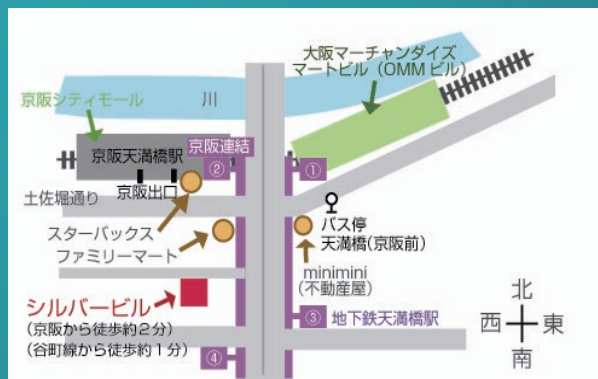 大阪マーチャンダイズ
マートビル（OMMビル）
京阪シティモール
川
京阪連結
京阪天満橋駅
②
①
京阪出口
土佐堀通り
バス停
天満橋(京阪前)
スターバックス
ファミリーマート
minimini
(不動産屋)
シルバービル
(京阪から徒歩約２分)
(谷町線から徒歩約１分)
③ 地下鉄天満橋駅
④
北
西 東
南